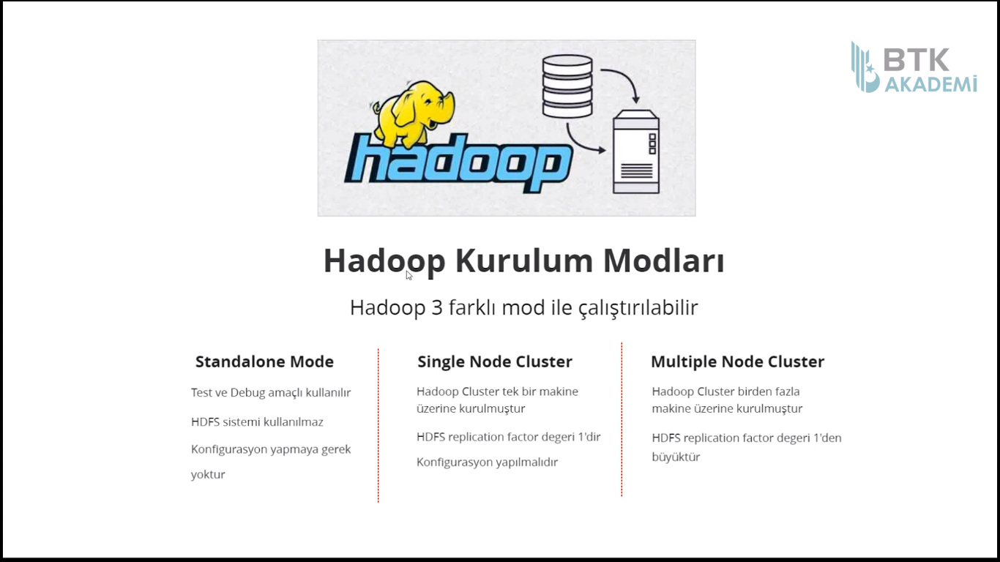 BTK
AKADEMİ
hadoop
Hadoop Kurulum Modları
Hadoop 3 farklı mod ile çalıştırılabilir
Standalone Mode
Test ve Debug amaçlı kullanılır
HDFS sistemi kullanılmaz
Konfigurasyon yapmaya gerek
yoktur
Single Node Cluster
Hadoop Cluster tek bir makine
üzerine kurulmuştur
HDFS replication factor degeri 1'dir
Konfigurasyon yapılmalıdır
Multiple Node Cluster
Hadoop Cluster birden fazla
makine üzerine kurulmuştur
HDFS replication factor degeri 1'den
büyüktür